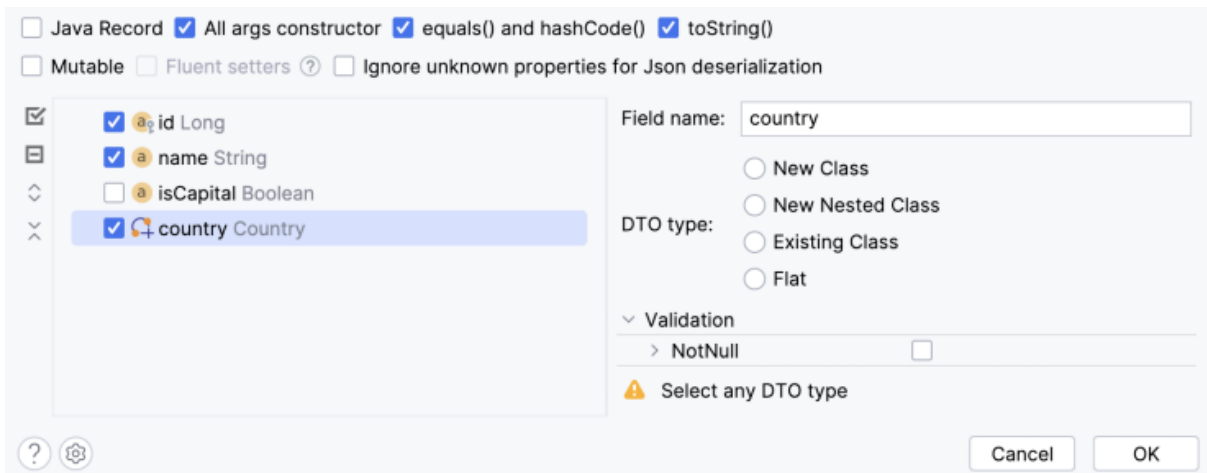 Java Record All args constructor equals() and hashCode() toString()
Mutable Fluent setters ? Ignore unknown properties for Json deserialization
a id Long
a name String
a isCapital Boolean
country Country
Field name: country
DTO type:
New Class
New Nested Class
Existing Class
Flat
Validation
NotNull
Select any DTO type
? Cancel OK